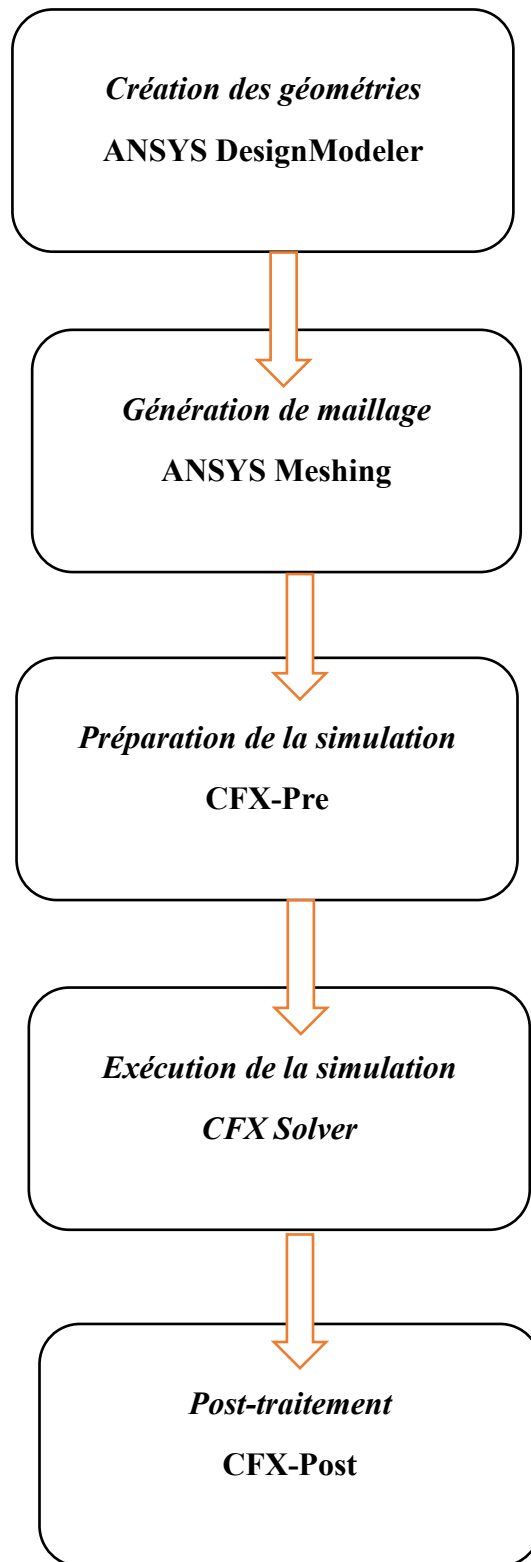 Création des géométries
ANSYS DesignModeler
Génération de maillage
ANSYS Meshing
Préparation de la simulation
CFX-Pre
Exécution de la simulation
CFX Solver
Post-traitement
CFX-Post